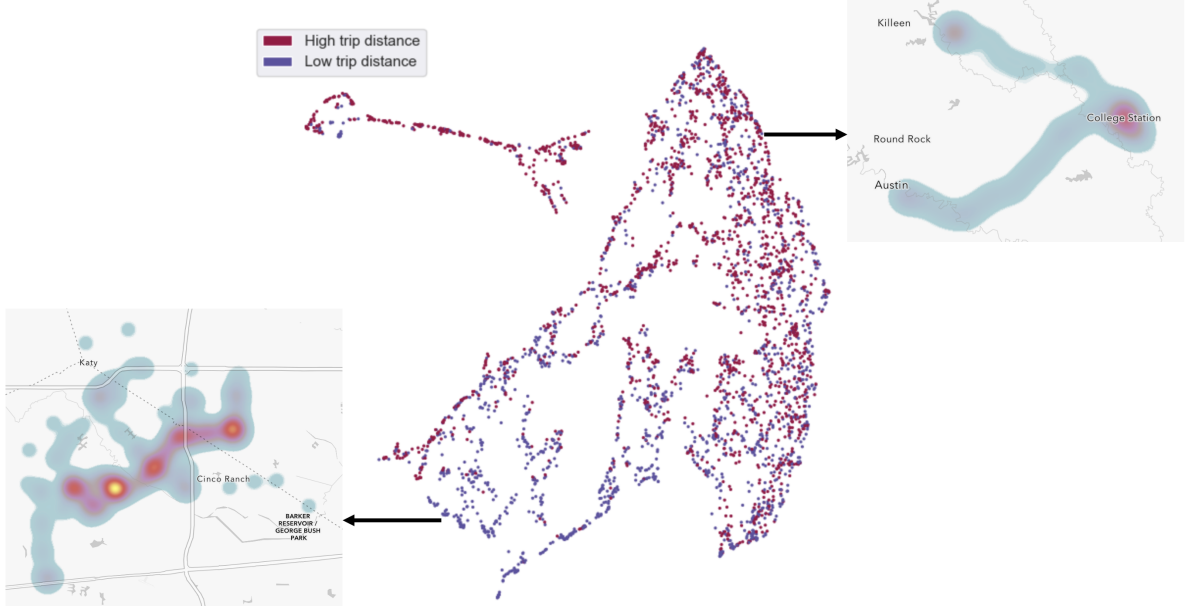 High trip distance
Low trip distance
Killeen
College Station
Round Rock
Austin
Katy
Cinco Ranch
BARKER
RESERVOIR /
GEORGE BUSH
PARK